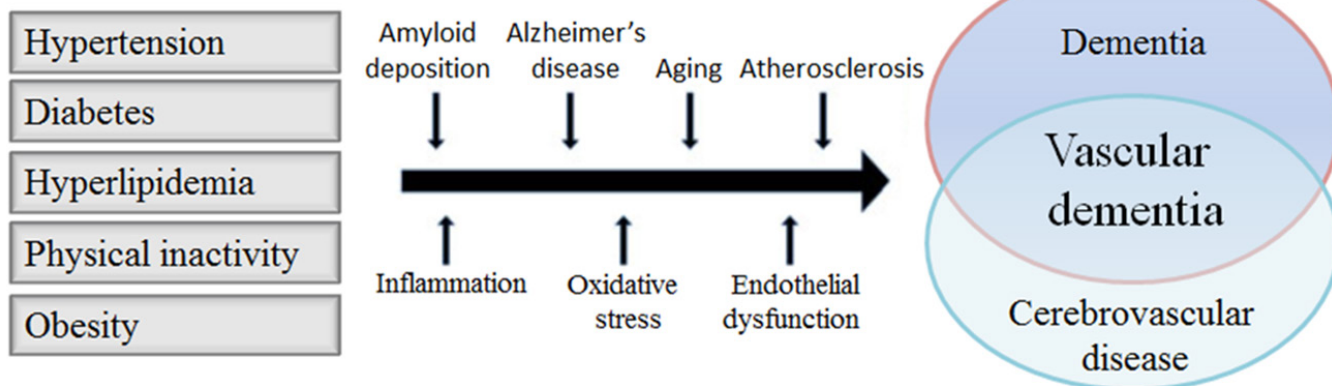 Hypertension
Diabetes
Hyperlipidemia
Physical inactivity
Obesity
Amyloid
deposition
Alzheimer's
disease
Aging
Atherosclerosis
Inflammation
Oxidative
stress
Endothelial
dysfunction
Dementia
Vascular
dementia
Cerebrovascular
disease